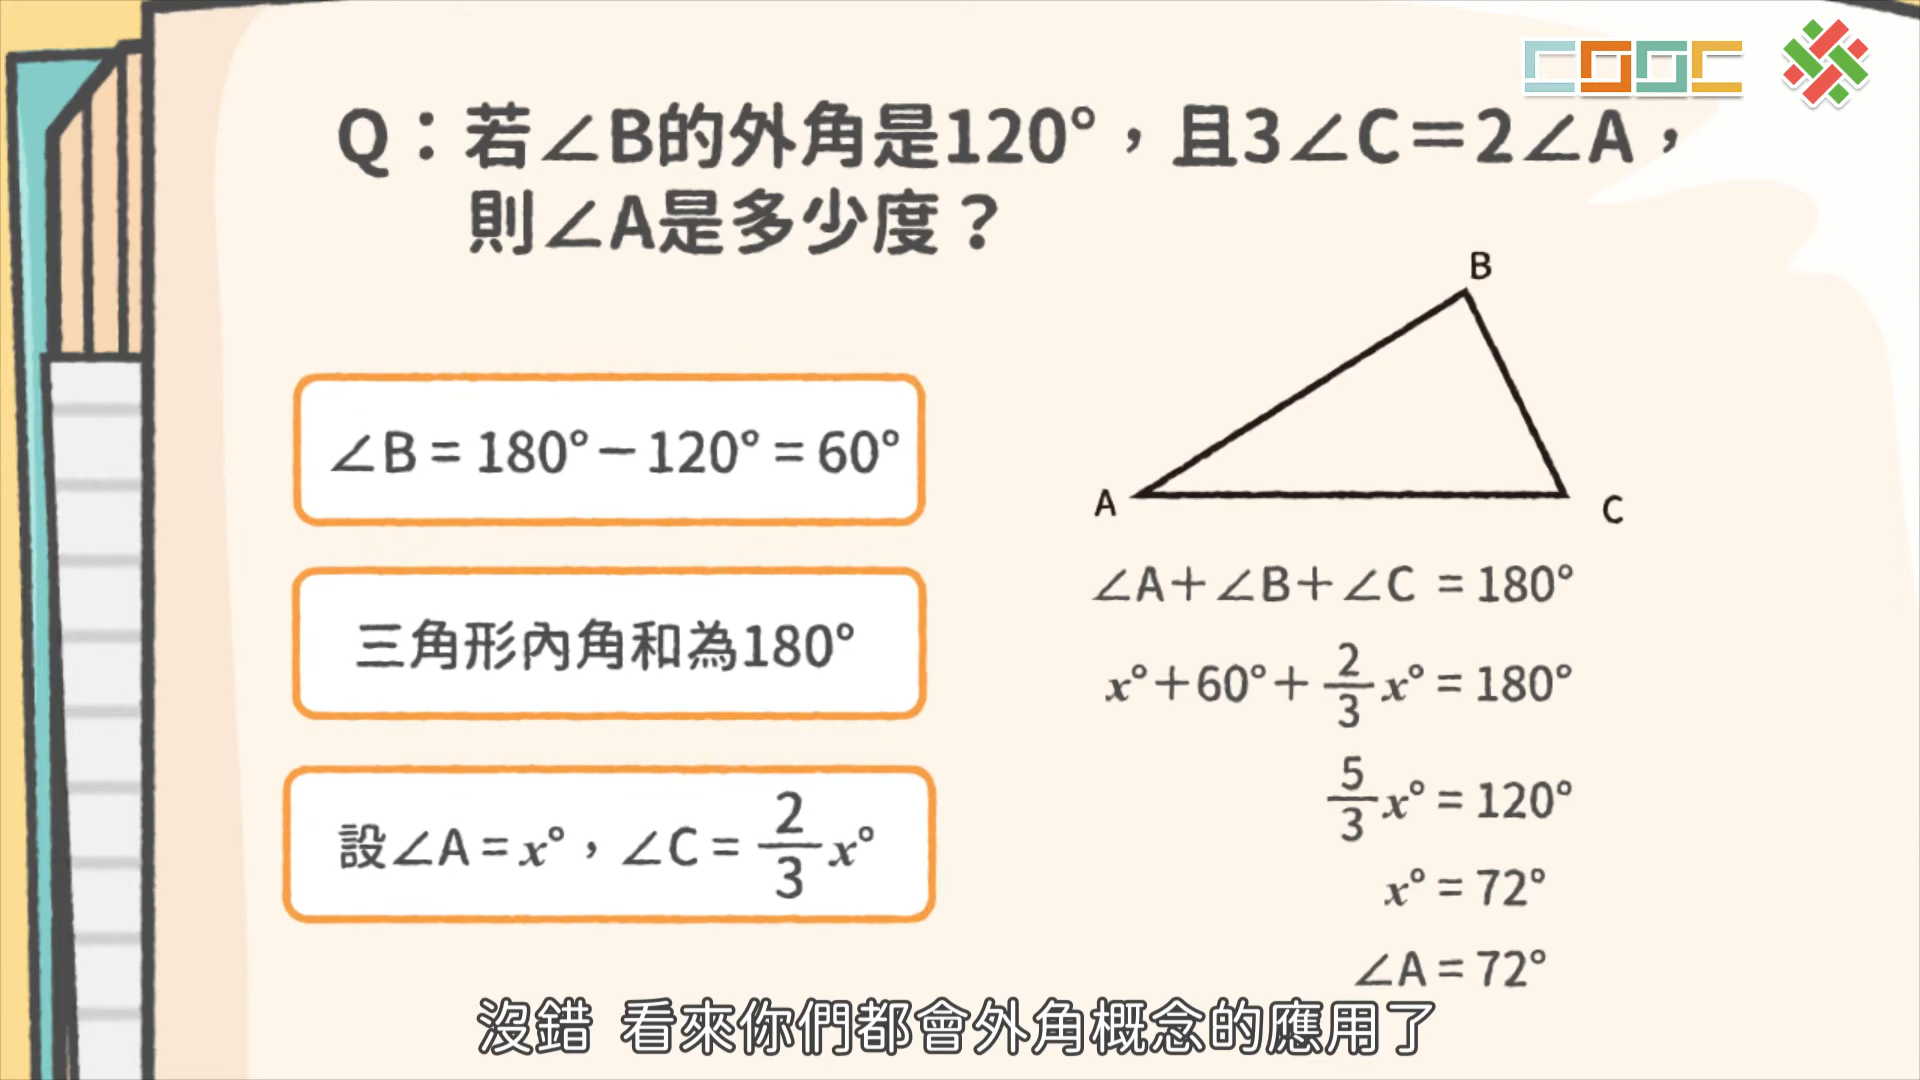 COOC
Q：若∠B的外角是120°，且3∠C＝2∠A，
則∠A是多少度？
B
A
C
∠B = 180°－120° = 60°
三角形內角和為180°
設∠A = x°，∠C = 2/3 x°
∠A＋∠B＋∠C = 180°
x°＋60°＋2/3 x° = 180°
5/3 x° = 120°
x° = 72°
∠A = 72°
沒錯 看來你們都會外角概念的應用了